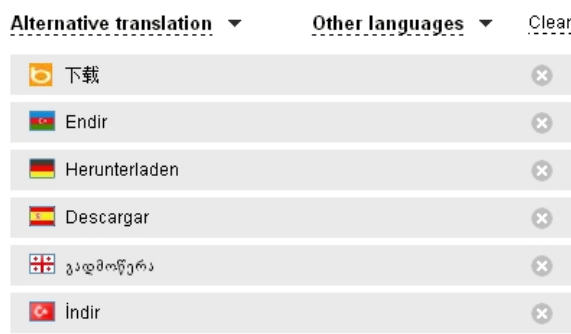 Alternative translation Other languages Clear
下载
Endir
Herunterladen
Descargar
გადმოწერა
İndir